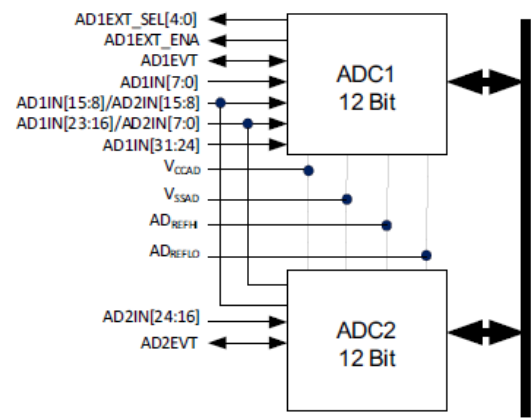 AD1EXT_SEL[4:0]
AD1EXT_ENA
AD1EVT
AD1IN[7:0]
AD1IN[15:8]/AD2IN[15:8]
AD1IN[23:16]/AD2IN[7:0]
AD1IN[31:24]
VCCAD
VSSAD
ADREFHI
ADREFLO
AD2IN[24:16]
AD2EVT
ADC1
12 Bit
ADC2
12 Bit